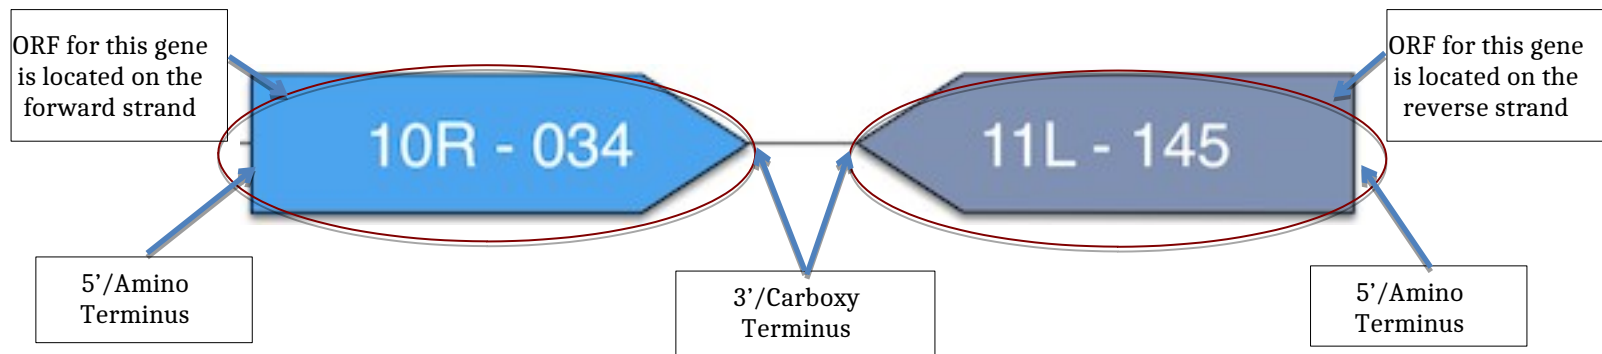 ORF for this gene
is located on the
forward strand
10R - 034
11L - 145
ORF for this gene
is located on the
reverse strand
5’/Amino
Terminus
3’/Carboxy
Terminus
5’/Amino
Terminus